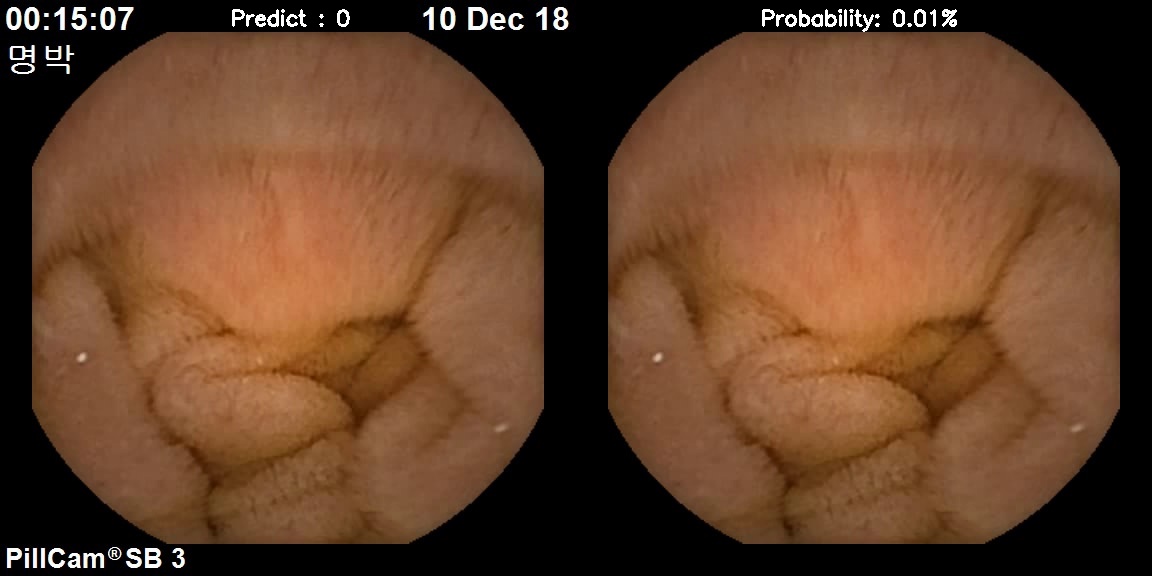 00:15:07
Predict : 0
10 Dec 18
Probability: 0.01%
명박
PillCam® SB 3